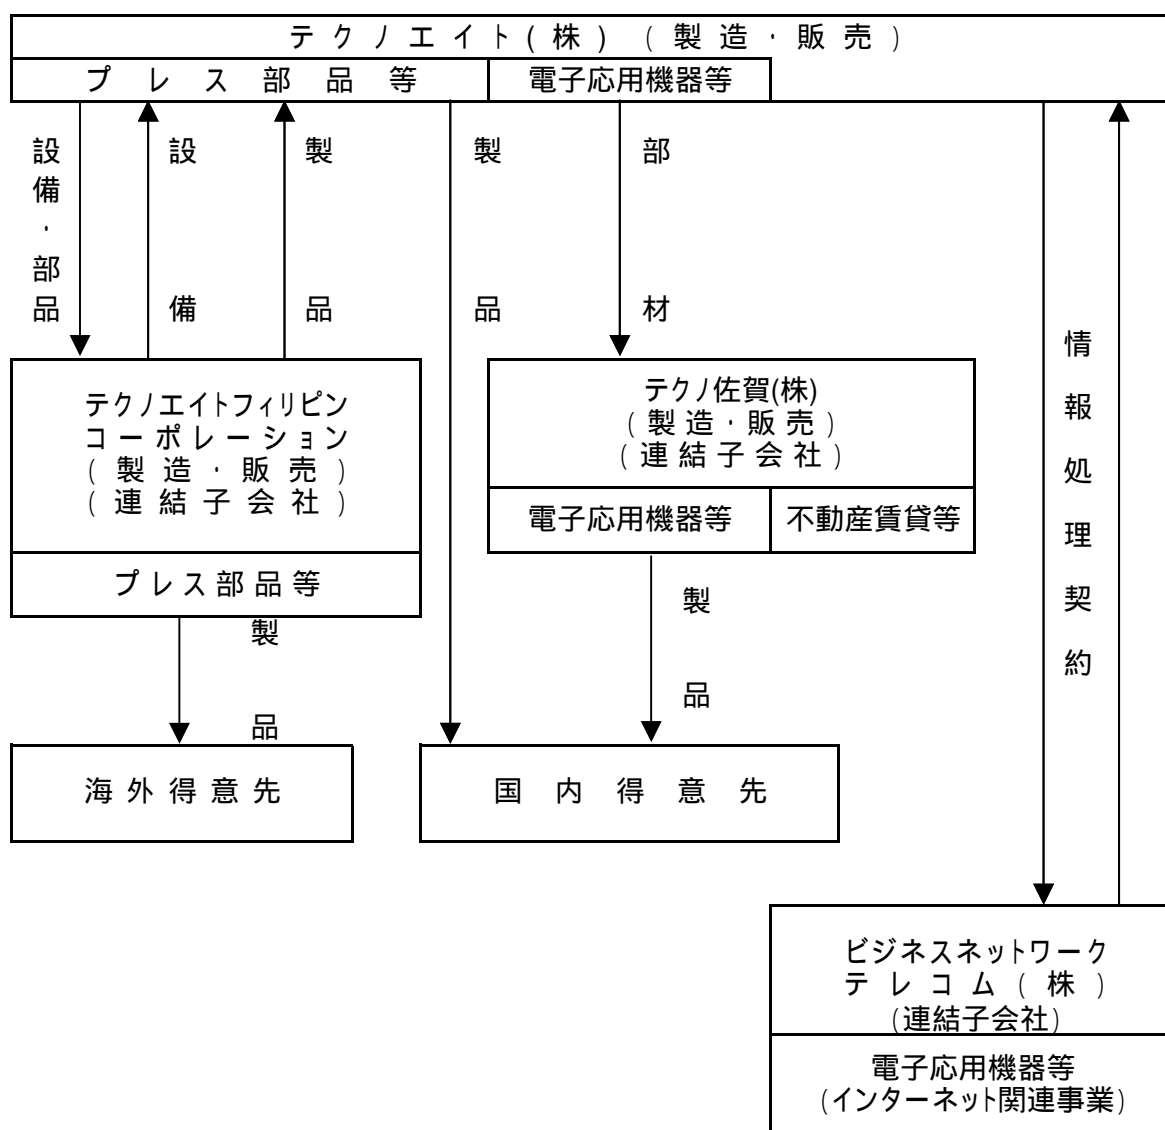 テクノエイト(株) (製造・販売)
プレス部品等
電子応用機器等
設備・部品
設備
製品
製品
部材
情報処理契約
テクノエイトフィリピン
コーポレーション
(製造・販売)
(連結子会社)
プレス部品等
テクノ佐賀(株)
(製造・販売)
(連結子会社)
電子応用機器等
不動産賃貸等
製品
製品
海外得意先
国内得意先
ビジネスネットワーク
テレコム(株)
(連結子会社)
電子応用機器等
(インターネット関連事業)